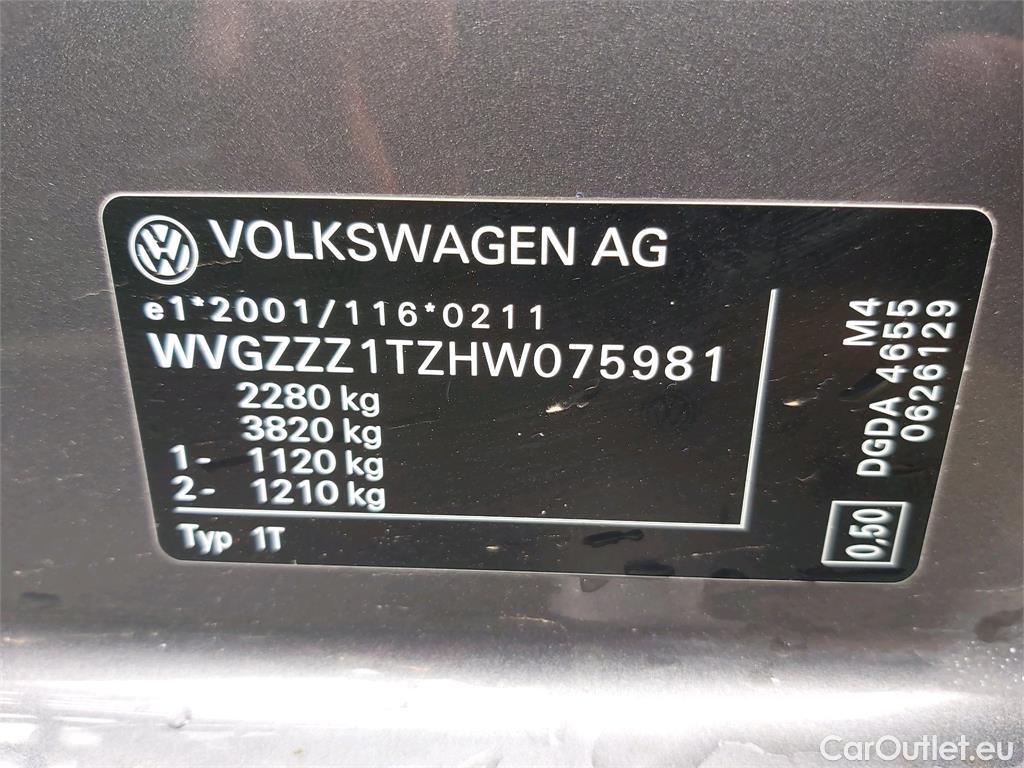 VOLKSWAGEN AG
e1*2001/116*0211
WVGZZZ1TZHW075981
2280 kg
3820 kg
1- 1120 kg
2- 1210 kg
Typ 1T
M4
DGDA 4655
0626129
0,50
CarOutlet.eu